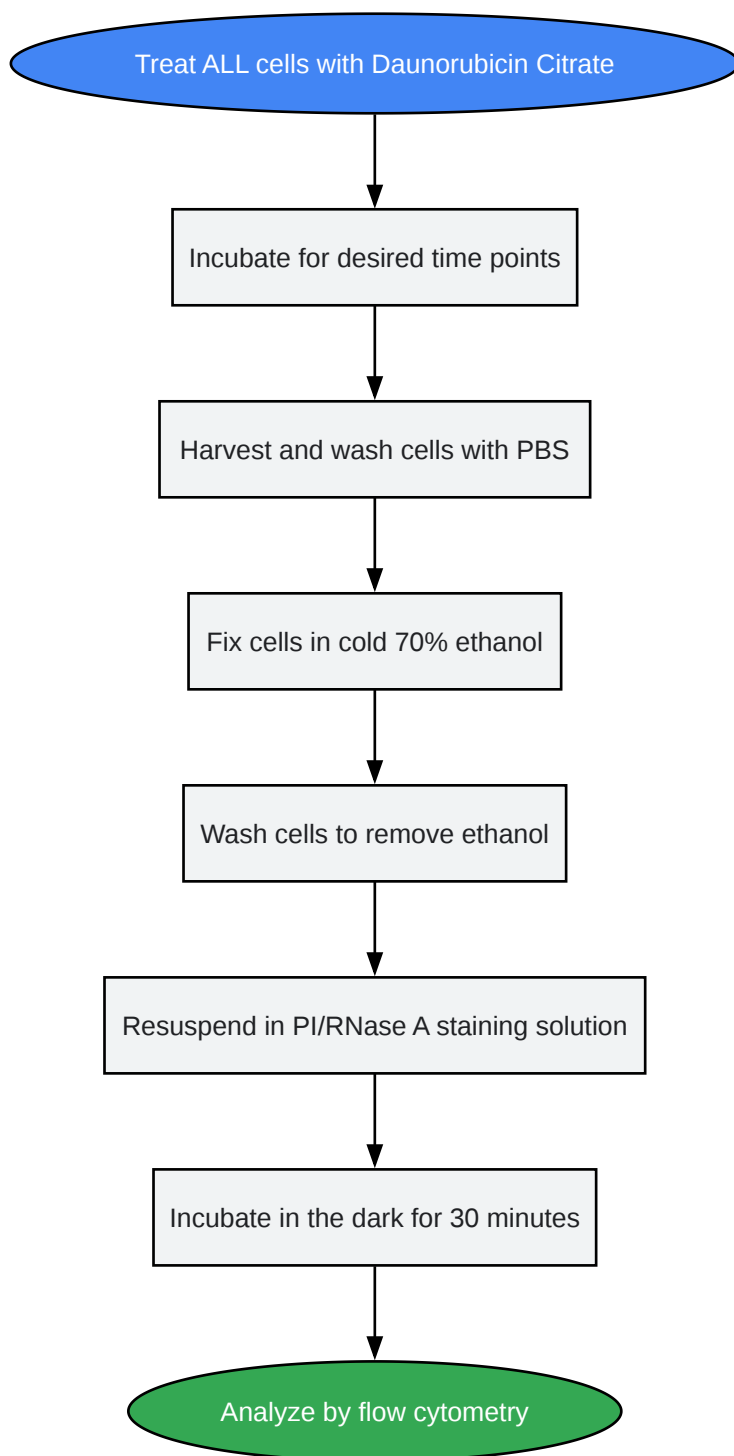 Treat ALL cells with Daunorubicin Citrate
Incubate for desired time points
Harvest and wash cells with PBS
Fix cells in cold 70% ethanol
Wash cells to remove ethanol
Resuspend in PI/RNase A staining solution
Incubate in the dark for 30 minutes
Analyze by flow cytometry